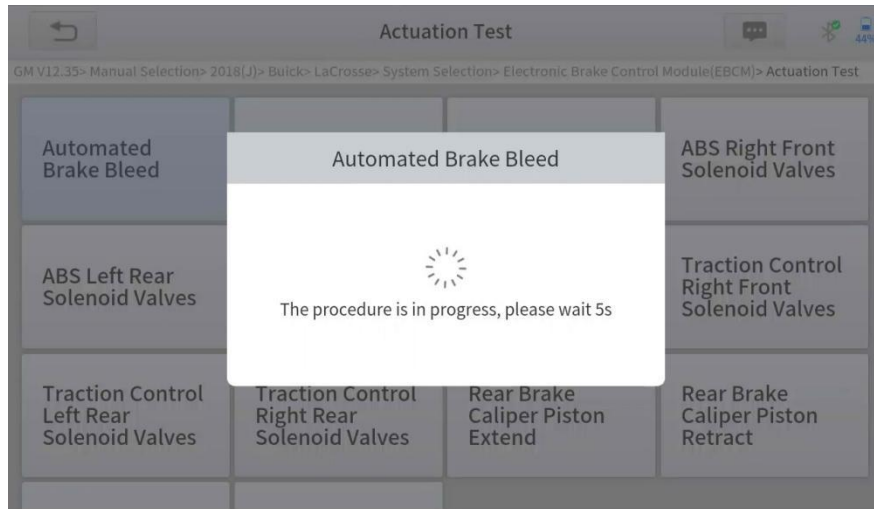 Actuation Test
44%
GM V12.35> Manual Selection> 2018(J)> Buick> LaCrosse> System Selection> Electronic Brake Control Module(EBCM)> Actuation Test
Automated
Brake Bleed
ABS Right Front
Solenoid Valves
Automated Brake Bleed
The procedure is in progress, please wait 5s
ABS Left Rear
Solenoid Valves
Traction Control
Right Front
Solenoid Valves
Traction Control
Left Rear
Solenoid Valves
Traction Control
Right Rear
Solenoid Valves
Rear Brake
Caliper Piston
Extend
Rear Brake
Caliper Piston
Retract